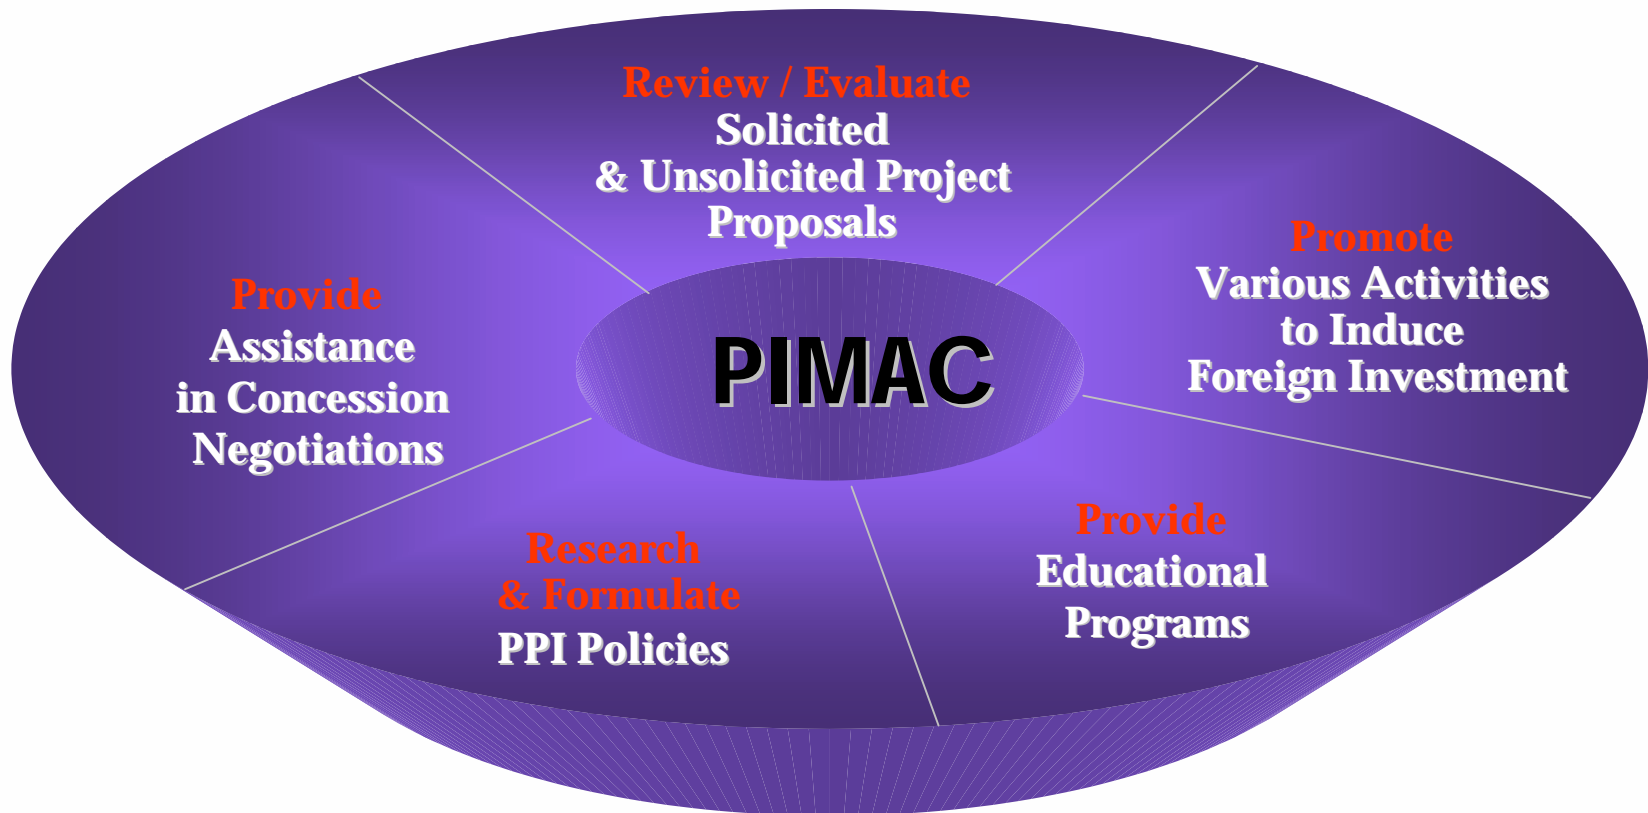 Review / Evaluate
Solicited
& Unsolicited Project
Proposals
Promote
Various Activities
to Induce
Foreign Investment
Provide
Assistance
in Concession
Negotiations
PIMAC
Provide
Educational
Programs
Research
& Formulate
PPI Policies